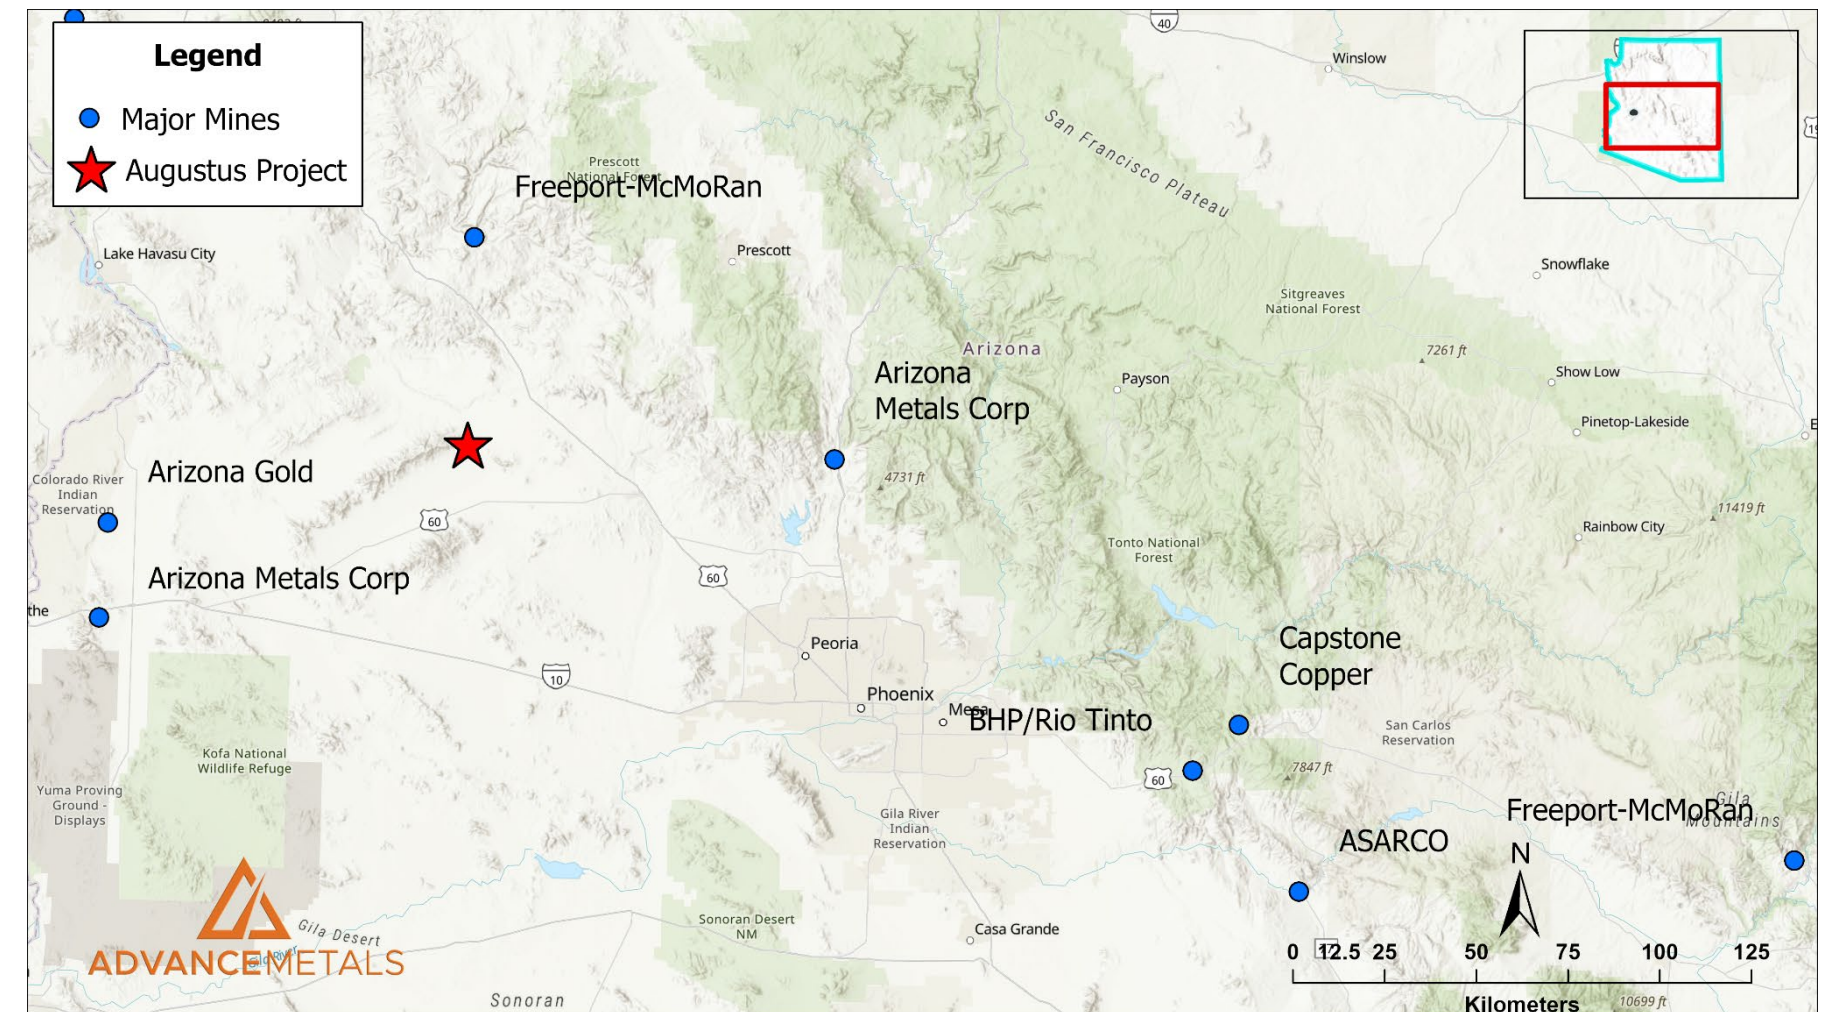 Legend
Major Mines
Augustus Project
40
Winslow
San Francisco Plateau
Prescott
National Forest
Freeport-McMoRan
Lake Havasu City
Prescott
Snowflake
Sitgreaves
National Forest
Arizona
7261 ft
Arizona
Metals Corp
Payson
Show Low
Pinetop-Lakeside
Arizona Gold
Colorado River
Indian
Reservation
4731 ft
60
11419 ft
Rainbow City
Tonto National
Forest
Arizona Metals Corp
60
the
Peoria
Capstone
Copper
10
Phoenix
Mesa
BHP/Rio Tinto
San Carlos
Reservation
Kofa National
Wildlife Refuge
60
7847 ft
Yuma Proving
Ground -
Displays
Gila River
Indian
Reservation
Gila
Mountains
Freeport-McMoRan
ASARCO
N
Sonoran Desert
NM
Casa Grande
Gila Desert
Gila River
ADVANCEMETALS
0 12.5 25 50 75 100 125
Kilometers
Sonoran
10699 ft